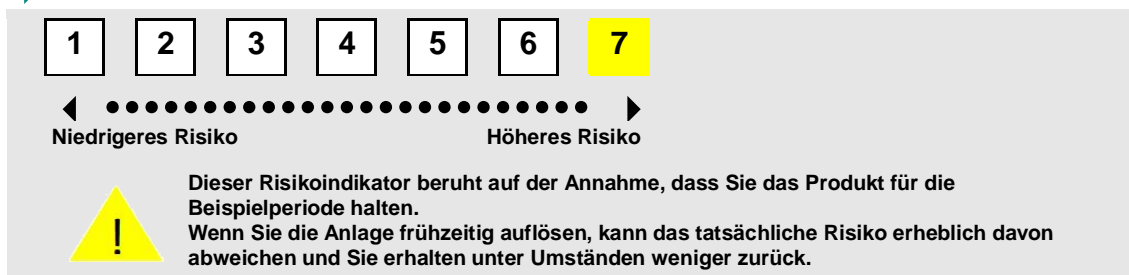 1 2 3 4 5 6 7
Niedrigeres Risiko Höheres Risiko
Dieser Risikoindikator beruht auf der Annahme, dass Sie das Produkt für die
Beispielperiode halten.
!
Wenn Sie die Anlage frühzeitig auflösen, kann das tatsächliche Risiko erheblich davon
abweichen und Sie erhalten unter Umständen weniger zurück.